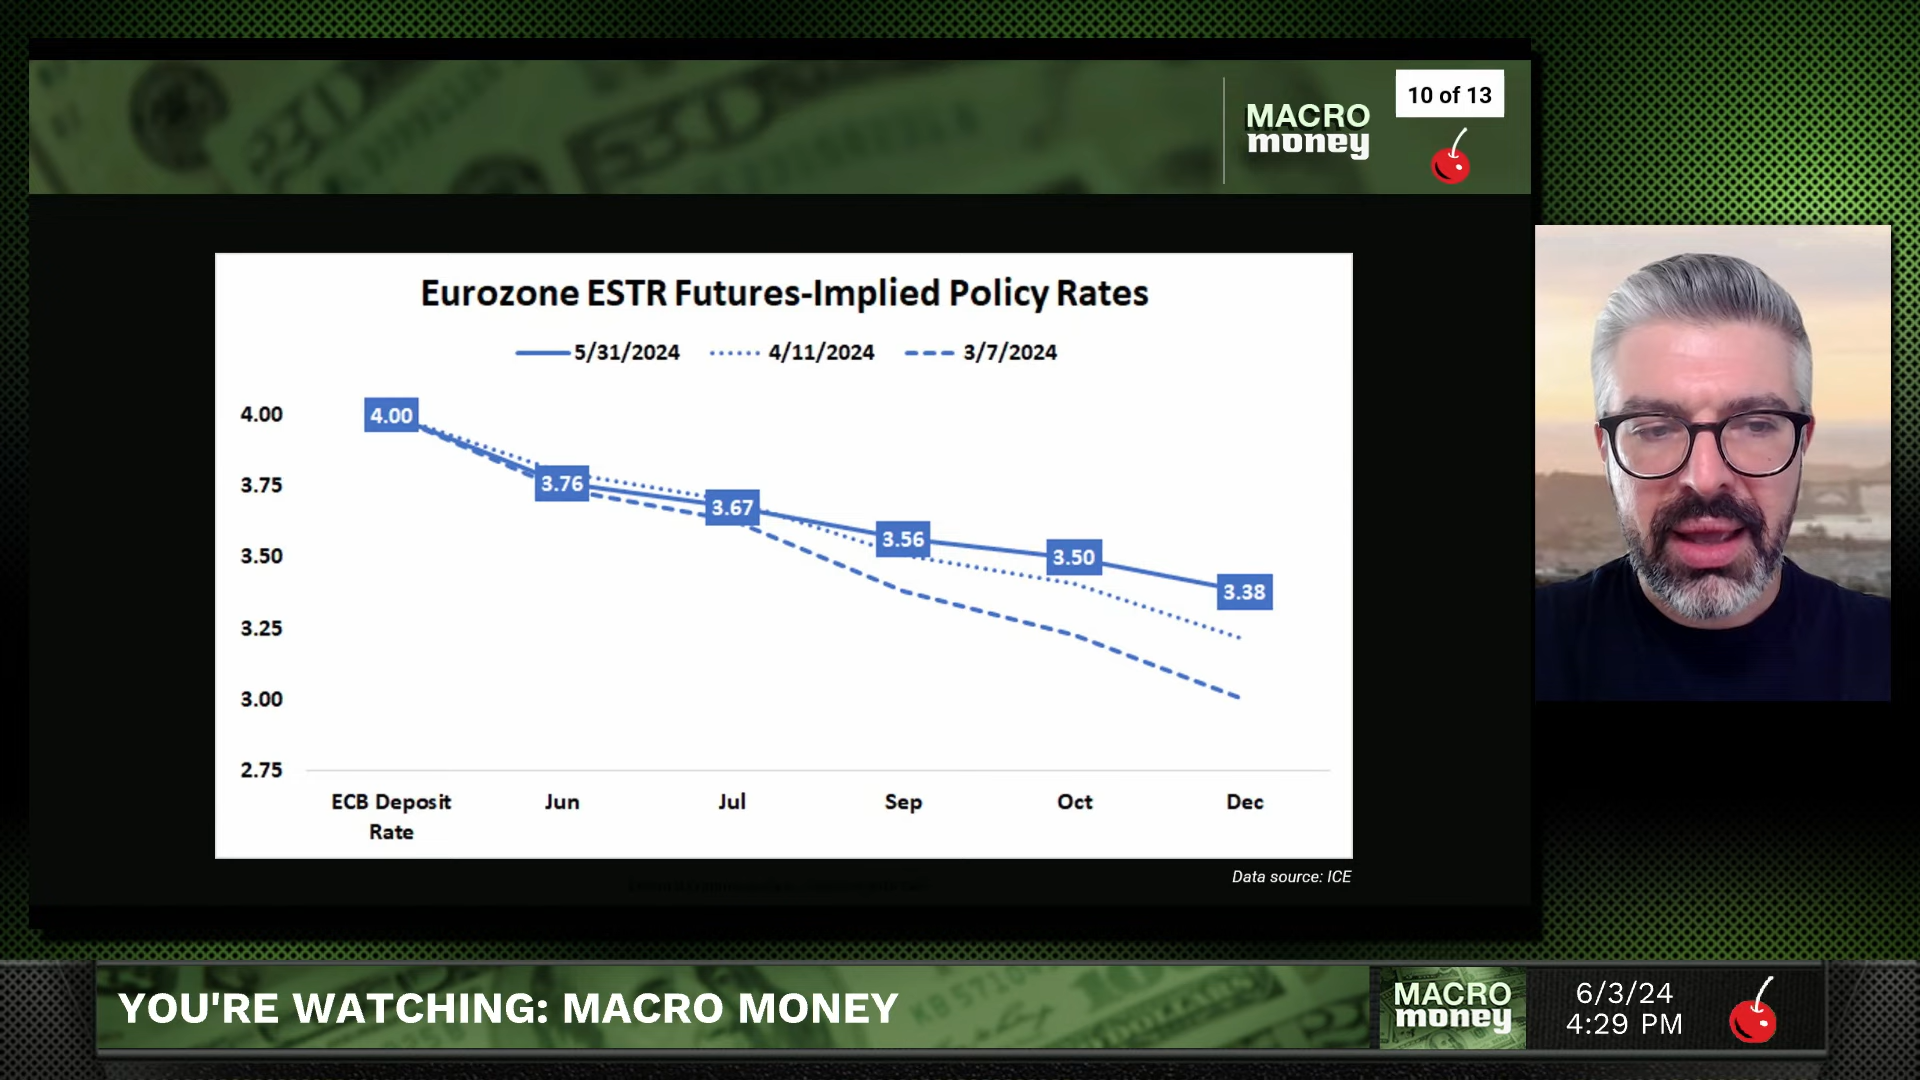 MACRO
money
10 of 13
Eurozone ESTR Futures-Implied Policy Rates
5/31/2024 4/11/2024 3/7/2024
4.00
3.75
3.50
3.25
3.00
2.75
4.00
3.76
3.67
3.56
3.50
3.38
ECB Deposit
Rate
Jun
Jul
Sep
Oct
Dec
Data source: ICE
YOU'RE WATCHING: MACRO MONEY
MACRO
money
6/3/24
4:29 PM